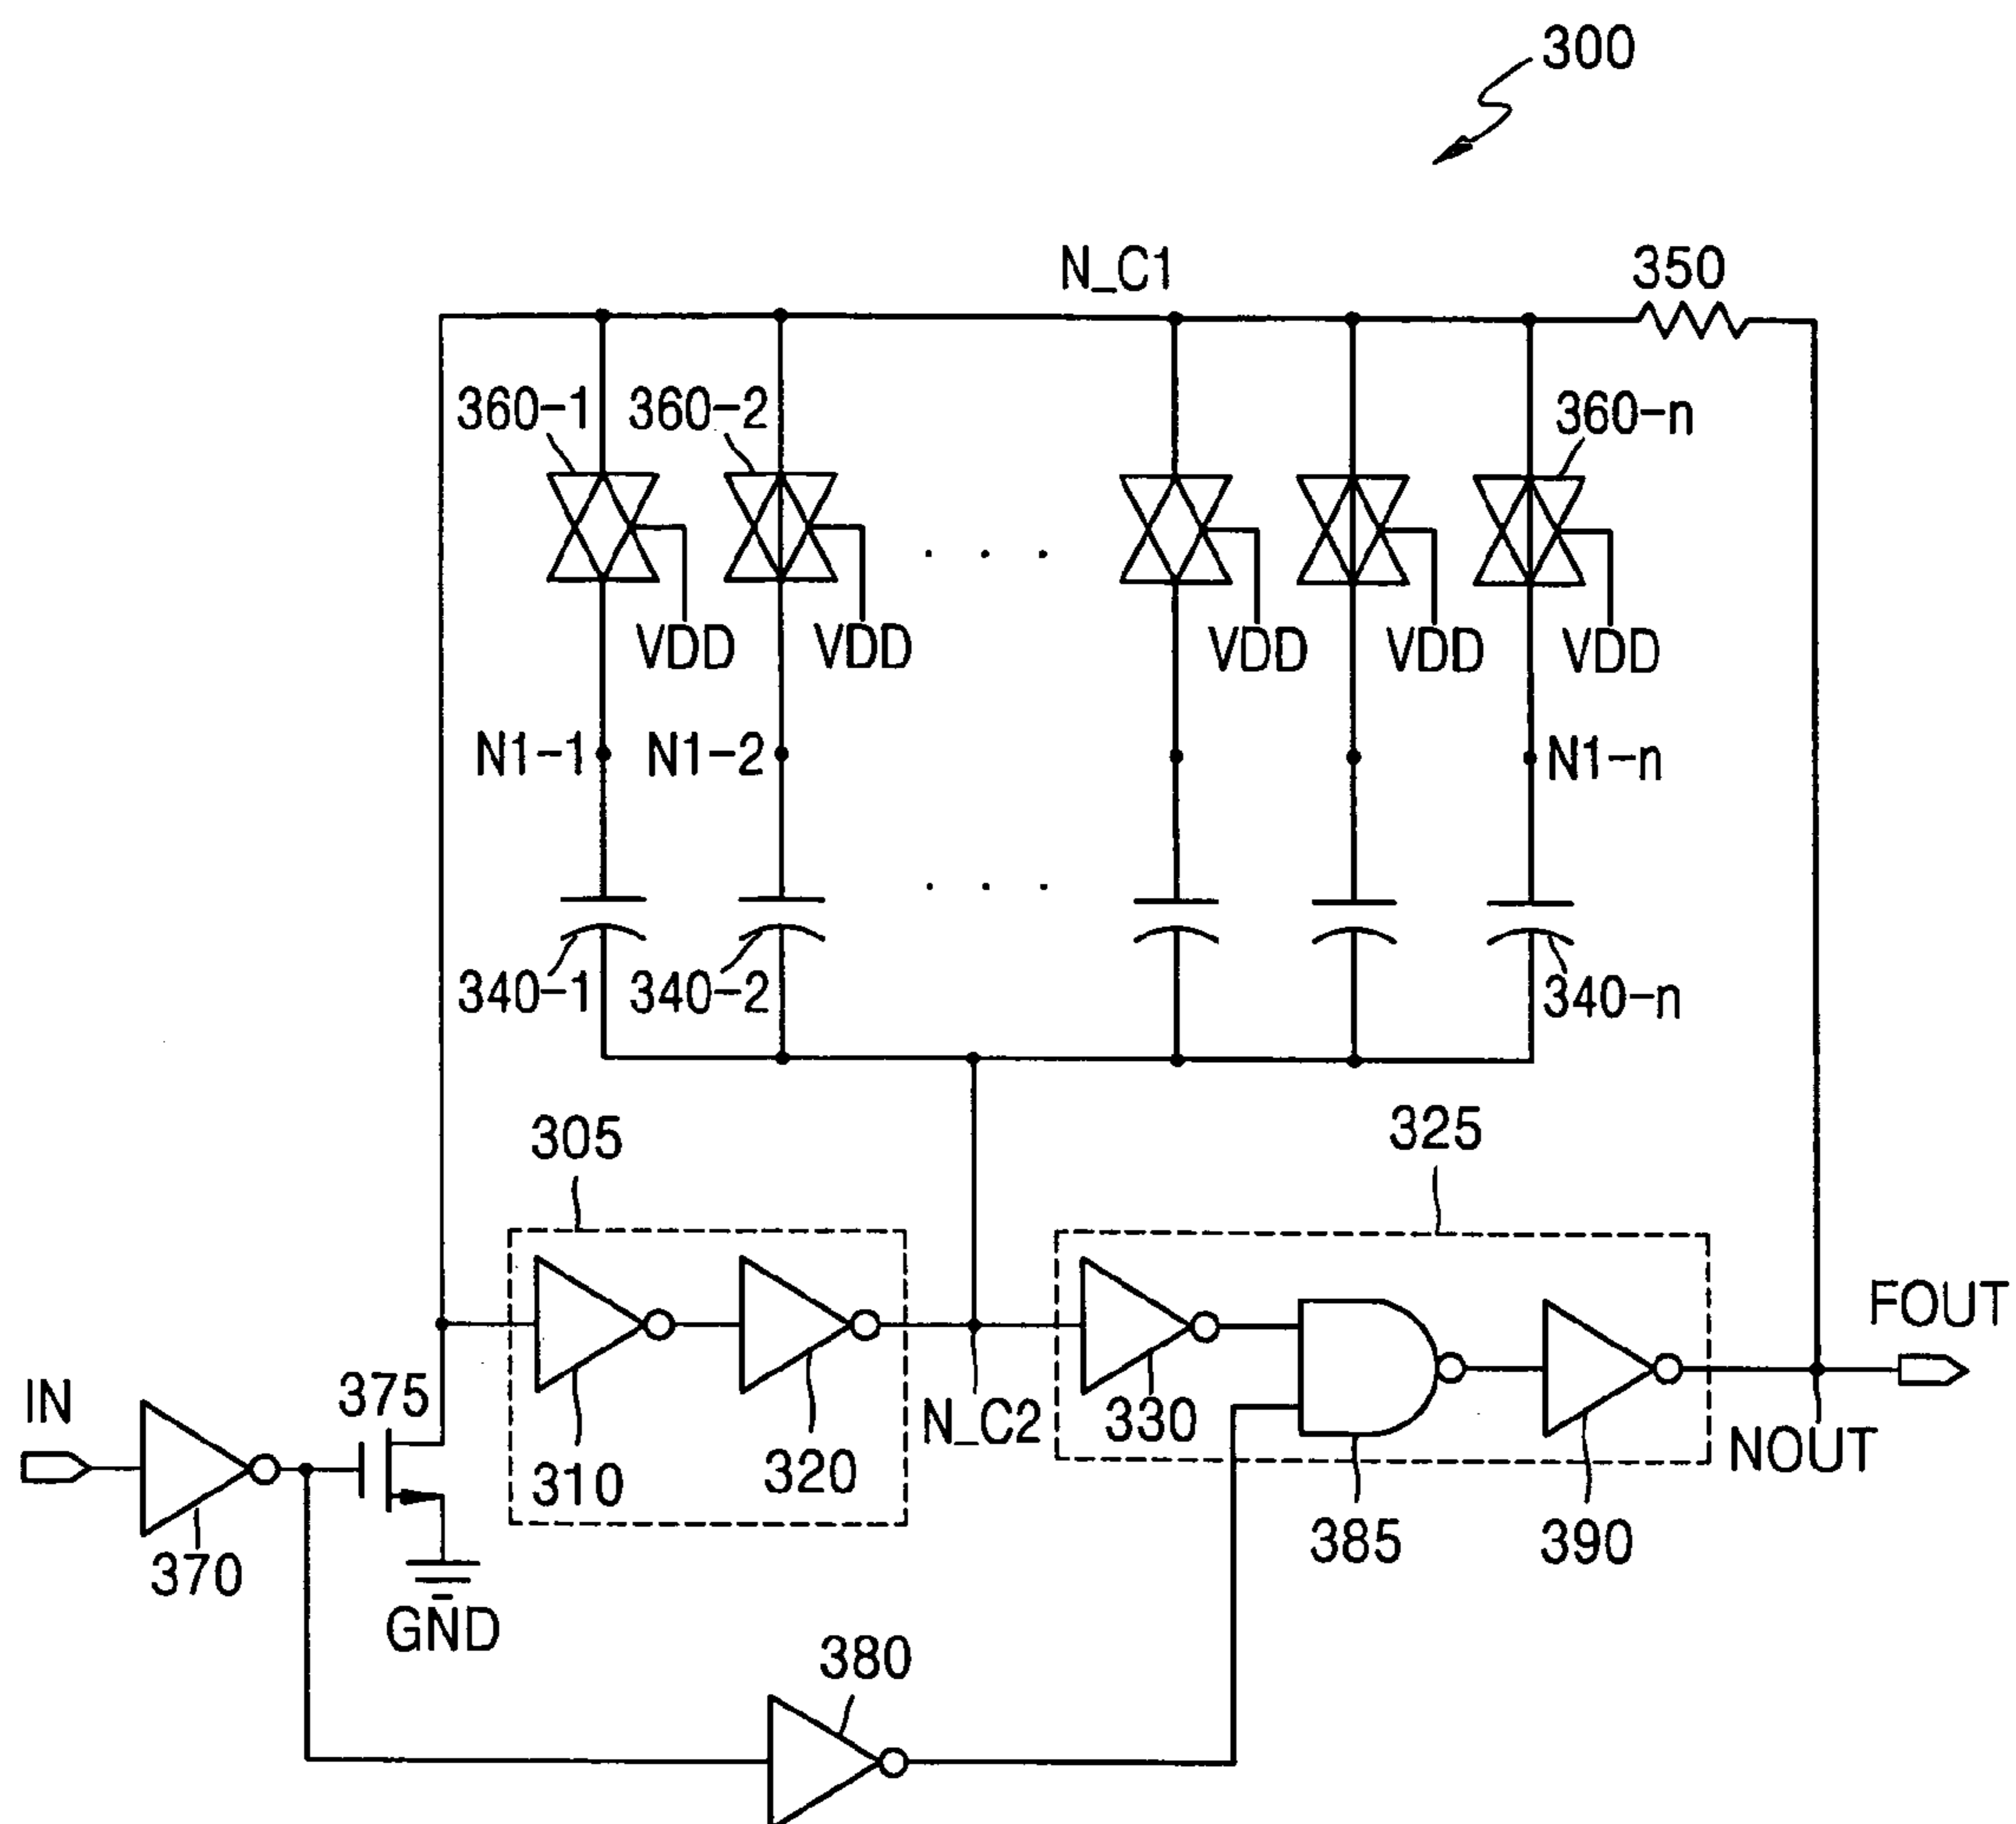 300
N_C1
350
360-1
360-2
360-n
VDD
VDD
VDD
VDD
VDD
N1-1
N1-2
N1-n
. . .
. . .
340-1
340-2
340-n
305
325
FOUT
IN
375
N_C2
330
NOUT
310
320
370
385
390
GND
380